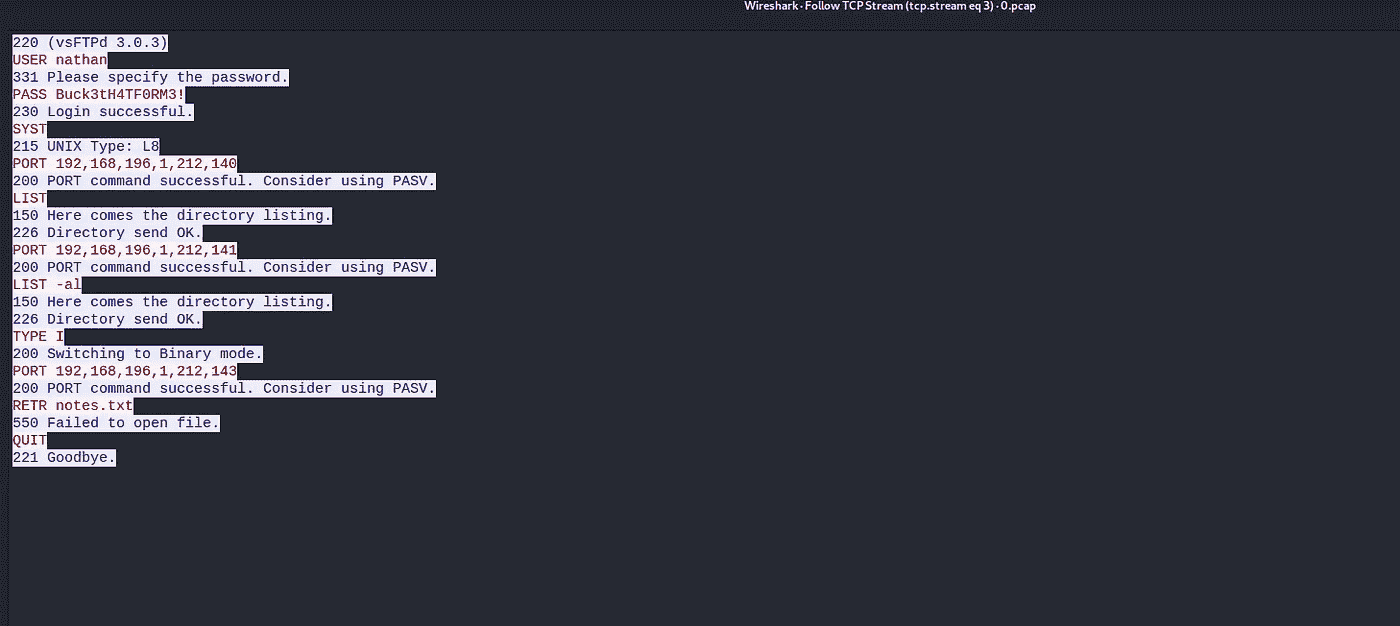 Wireshark · Follow TCP Stream (tcp.stream eq 3) · 0.pcap
220 (vsFTPd 3.0.3)
USER nathan
331 Please specify the password.
PASS Buck3tH4TF0RM3!
230 Login successful.
SYST
215 UNIX Type: L8
PORT 192,168,196,1,212,140
200 PORT command successful. Consider using PASV.
LIST
150 Here comes the directory listing.
226 Directory send OK.
PORT 192,168,196,1,212,141
200 PORT command successful. Consider using PASV.
LIST -al
150 Here comes the directory listing.
226 Directory send OK.
TYPE I
200 Switching to Binary mode.
PORT 192,168,196,1,212,143
200 PORT command successful. Consider using PASV.
RETR notes.txt
550 Failed to open file.
QUIT
221 Goodbye.